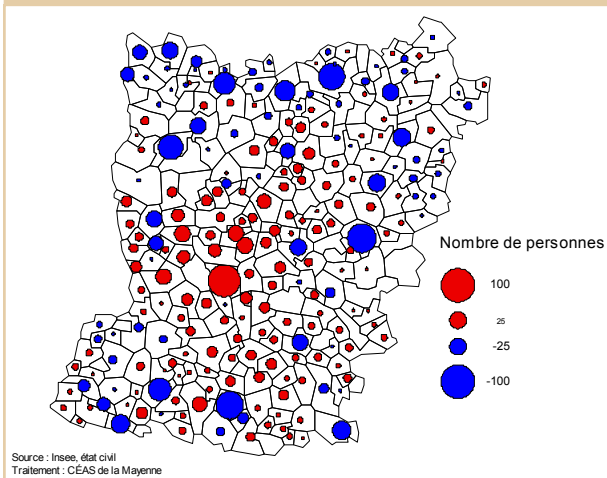 Nombre de personnes
100
25
-25
-100
Source : Insee, état civil
Traitement : CÉAS de la Mayenne